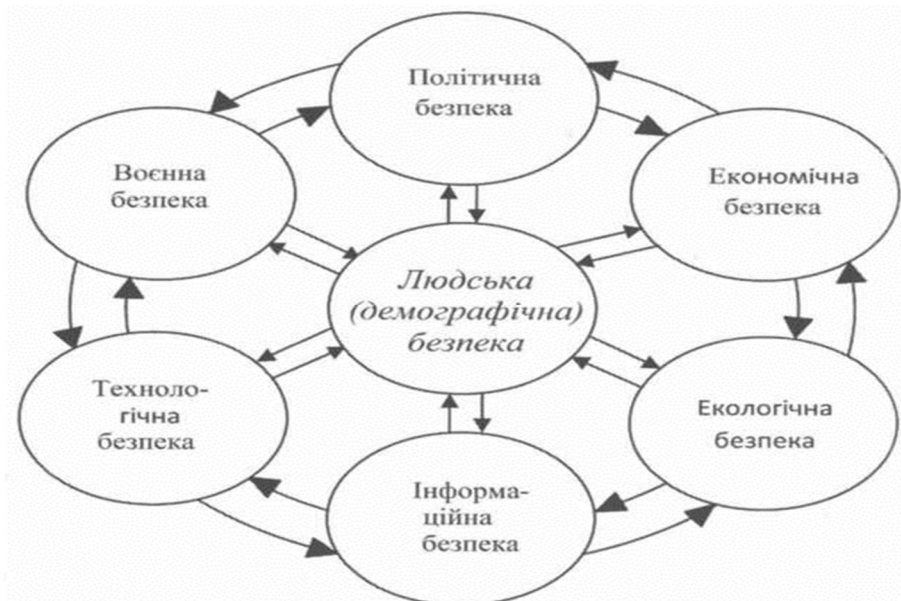 Політична
безпека
Воєнна
безпека
Економічна
безпека
Людська
(демографічна)
безпека
Техноло-
гічна
безпека
Екологічна
безпека
Інформа-
ційна
безпека